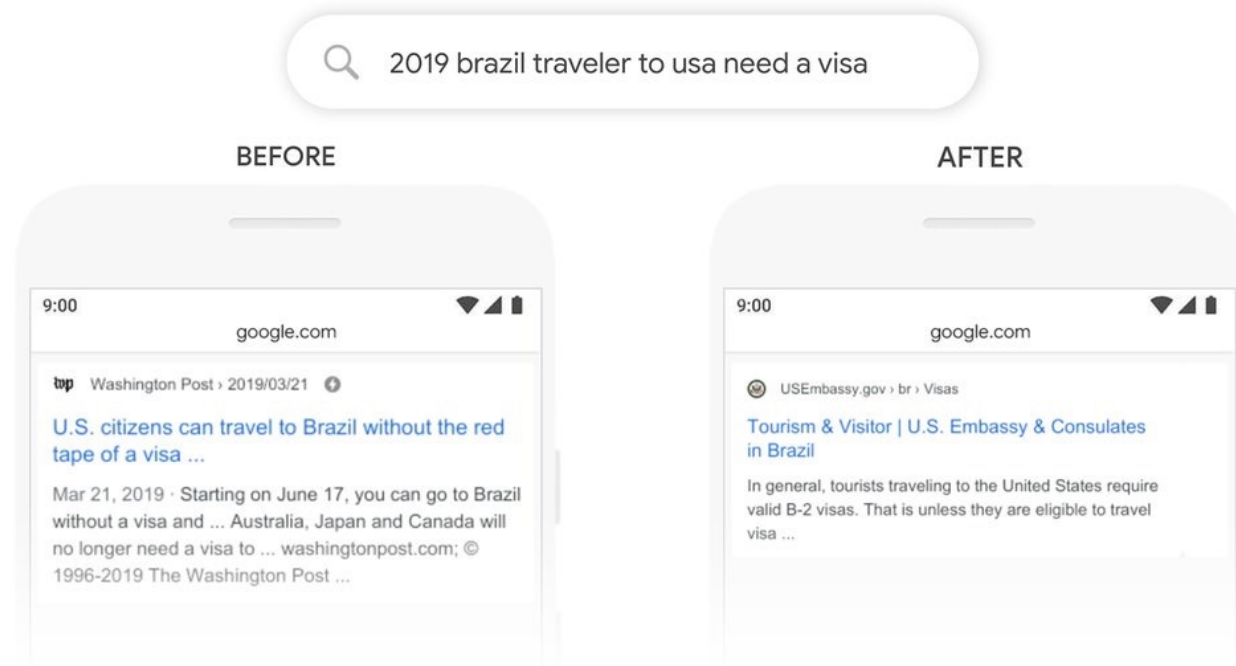 2019 brazil traveler to usa need a visa
BEFORE
9:00
google.com
wp Washington Post › 2019/03/21
U.S. citizens can travel to Brazil without the red
tape of a visa ...
Mar 21, 2019 · Starting on June 17, you can go to Brazil
without a visa and ... Australia, Japan and Canada will
no longer need a visa to ... washingtonpost.com; ©
1996-2019 The Washington Post ...
AFTER
9:00
google.com
USEmbassy.gov › br › Visas
Tourism & Visitor | U.S. Embassy & Consulates
in Brazil
In general, tourists traveling to the United States require
valid B-2 visas. That is unless they are eligible to travel
visa ...